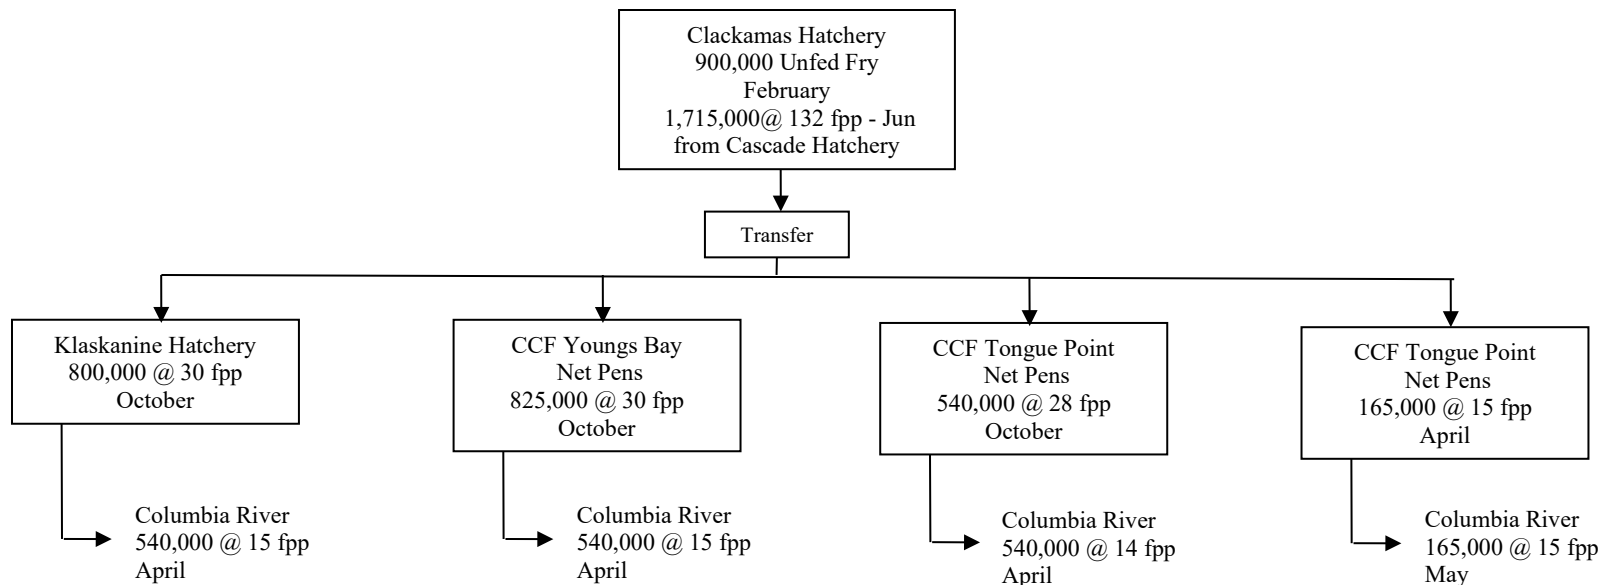 Clackamas Hatchery
900,000 Unfed Fry
February
1,715,000@ 132 fpp - Jun
from Cascade Hatchery
Transfer
Klaskanine Hatchery
800,000 @ 30 fpp
October
CCF Youngs Bay
Net Pens
825,000 @ 30 fpp
October
CCF Tongue Point
Net Pens
540,000 @ 28 fpp
October
CCF Tongue Point
Net Pens
165,000 @ 15 fpp
April
Columbia River
540,000 @ 15 fpp
April
Columbia River
540,000 @ 15 fpp
April
Columbia River
540,000 @ 14 fpp
April
Columbia River
165,000 @ 15 fpp
May